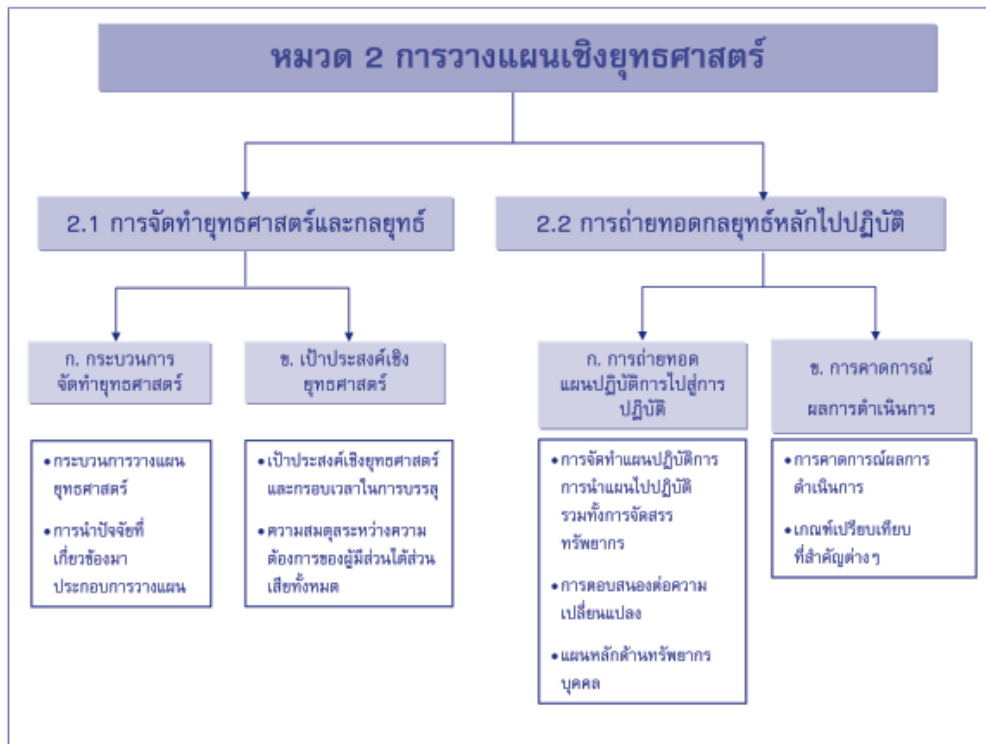 หมวด 2 การวางแผนเชิงยุทธศาสตร์
2.1 การจัดทำยุทธศาสตร์และกลยุทธ์
2.2 การถ่ายทอดกลยุทธ์หลักไปปฏิบัติ
ก. กระบวนการ
จัดทำยุทธศาสตร์
ข. เป้าประสงค์เชิง
ยุทธศาสตร์
ก. การถ่ายทอด
แผนปฏิบัติการไปสู่การ
ปฏิบัติ
ข. การคาดการณ์
ผลการดำเนินการ
•กระบวนการวางแผน
ยุทธศาสตร์
•การนำปัจจัยที่
เกี่ยวข้องมา
ประกอบการวางแผน
•เป้าประสงค์เชิงยุทธศาสตร์
และกรอบเวลาในการบรรลุ
•ความสมดุลระหว่างความ
ต้องการของผู้มีส่วนได้ส่วน
เสียทั้งหมด
•การจัดทำแผนปฏิบัติการ
การนำแผนไปปฏิบัติ
รวมทั้งการจัดสรร
ทรัพยากร
•การตอบสนองต่อความ
เปลี่ยนแปลง
•แผนหลักด้านทรัพยากร
บุคคล
•การคาดการณ์ผลการ
ดำเนินการ
•เกณฑ์เปรียบเทียบ
ที่สำคัญต่างๆ